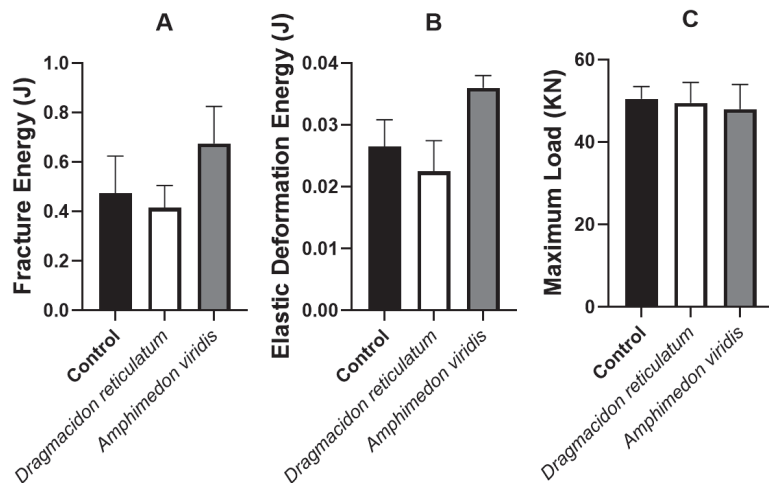 A
Fracture Energy (J)
1.0
0.8
0.6
0.4
0.2
0.0
Control
Dragmacidon reticulatum
Amphimedon viridis
B
Elastic Deformation Energy (J)
0.04
0.03
0.02
0.01
0.00
Control
Dragmacidon reticulatum
Amphimedon viridis
C
Maximum Load (KN)
60
40
20
0
Control
Dragmacidon reticulatum
Amphimedon viridis